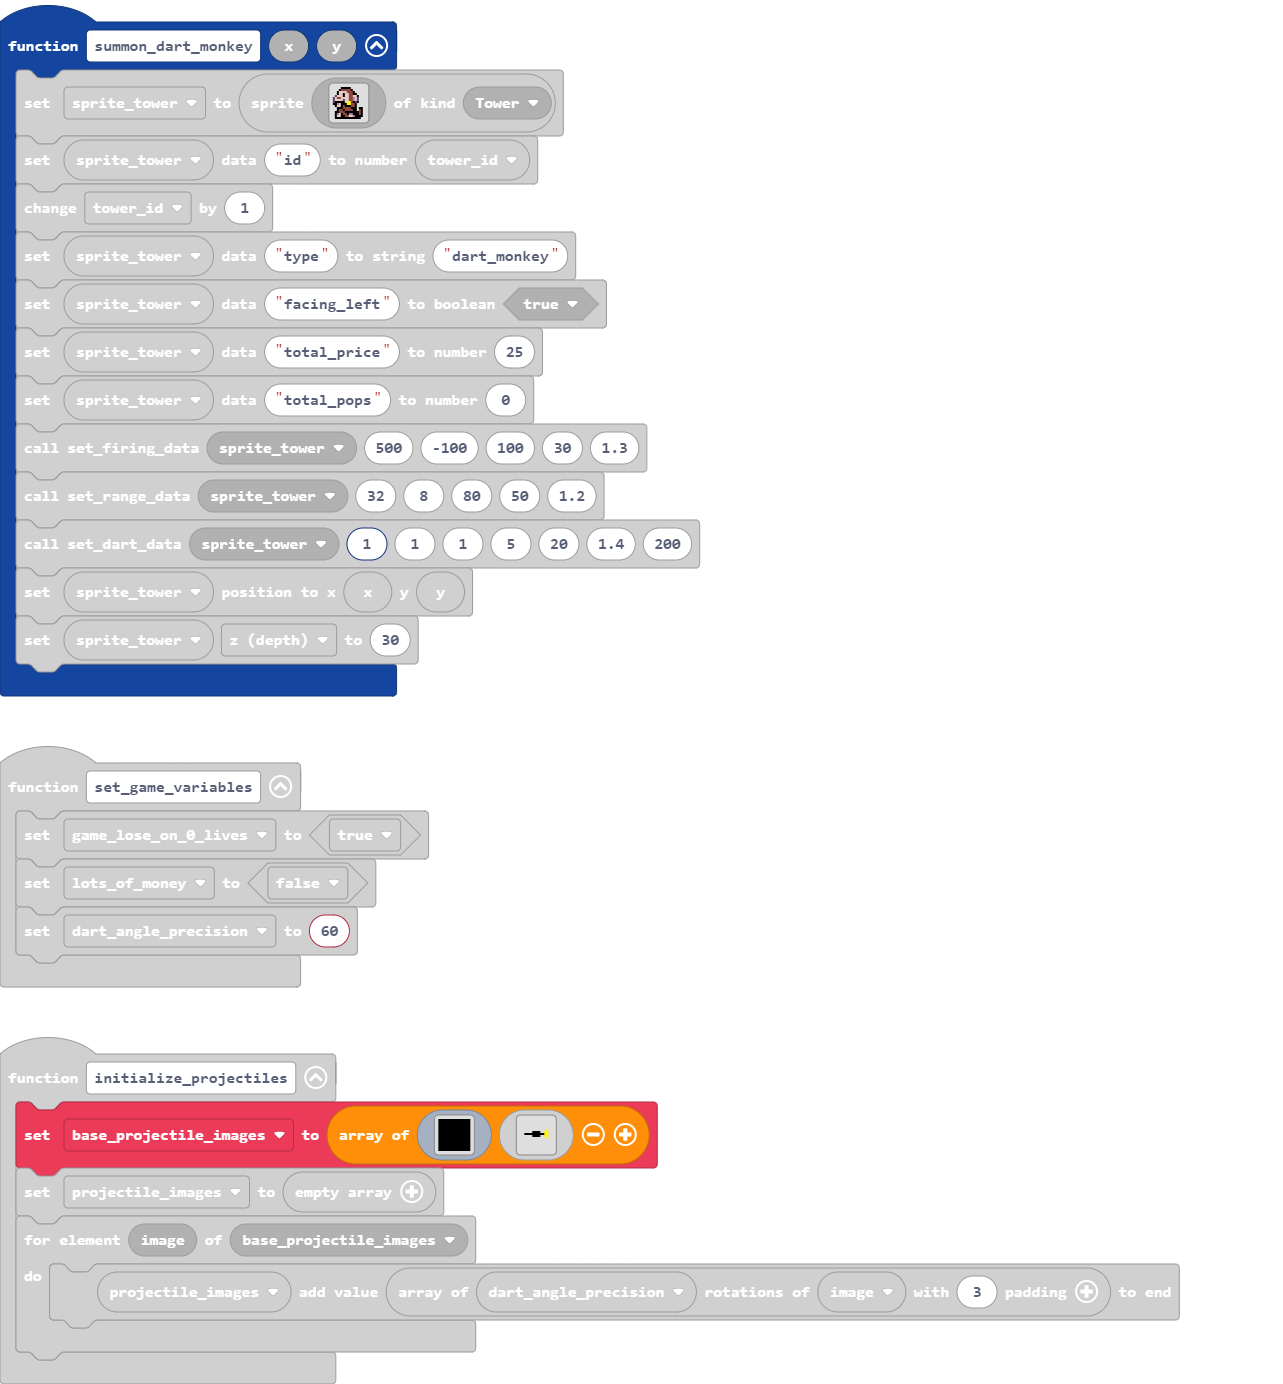 function summon_dart_monkey x y
set sprite_tower to sprite of kind Tower
set sprite_tower data "id" to number tower_id
change tower_id by 1
set sprite_tower data "type" to string "dart_monkey"
set sprite_tower data "facing_left" to boolean true
set sprite_tower data "total_price" to number 25
set sprite_tower data "total_pops" to number 0
call set_firing_data sprite_tower 500 -100 100 30 1.3
call set_range_data sprite_tower 32 8 80 50 1.2
call set_dart_data sprite_tower 1 1 1 5 20 1.4 200
set sprite_tower position to x x y y
set sprite_tower z (depth) to 30
function set_game_variables
set game_lose_on_0_lives to true
set lots_of_money to false
set dart_angle_precision to 60
function initialize_projectiles
set base_projectile_images to array of
set projectile_images to empty array
for element image of base_projectile_images
do
projectile_images add value array of dart_angle_precision rotations of image with 3 padding to end